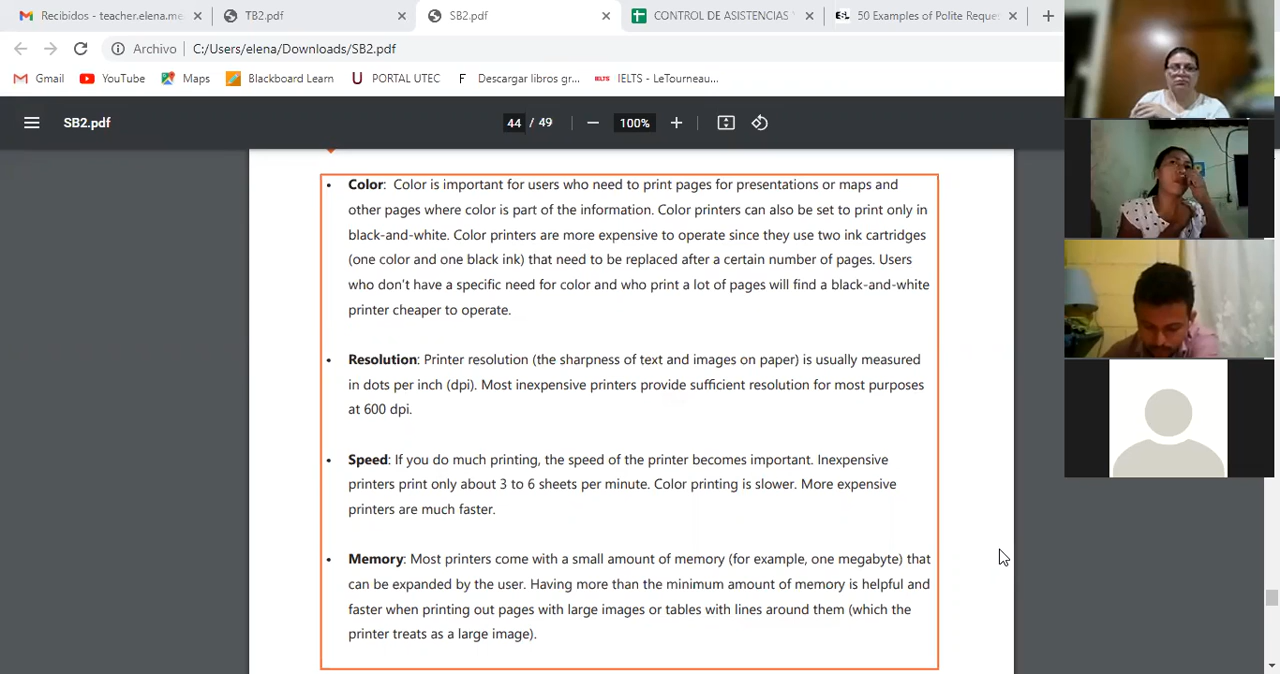 Recibidos - teacher.elena.me
TB2.pdf
SB2.pdf
CONTROL DE ASISTENCIAS
50 Examples of Polite Reque
Archivo C:/Users/elena/Downloads/SB2.pdf
Gmail YouTube Maps Blackboard Learn PORTAL UTEC Descargar libros gr... IELTS - LeTourneau...
SB2.pdf 44 / 49 100%
• Color: Color is important for users who need to print pages for presentations or maps and
other pages where color is part of the information. Color printers can also be set to print only in
black-and-white. Color printers are more expensive to operate since they use two ink cartridges
(one color and one black ink) that need to be replaced after a certain number of pages. Users
who don't have a specific need for color and who print a lot of pages will find a black-and-white
printer cheaper to operate.
• Resolution: Printer resolution (the sharpness of text and images on paper) is usually measured
in dots per inch (dpi). Most inexpensive printers provide sufficient resolution for most purposes
at 600 dpi.
• Speed: If you do much printing, the speed of the printer becomes important. Inexpensive
printers print only about 3 to 6 sheets per minute. Color printing is slower. More expensive
printers are much faster.
• Memory: Most printers come with a small amount of memory (for example, one megabyte) that
can be expanded by the user. Having more than the minimum amount of memory is helpful and
faster when printing out pages with large images or tables with lines around them (which the
printer treats as a large image).